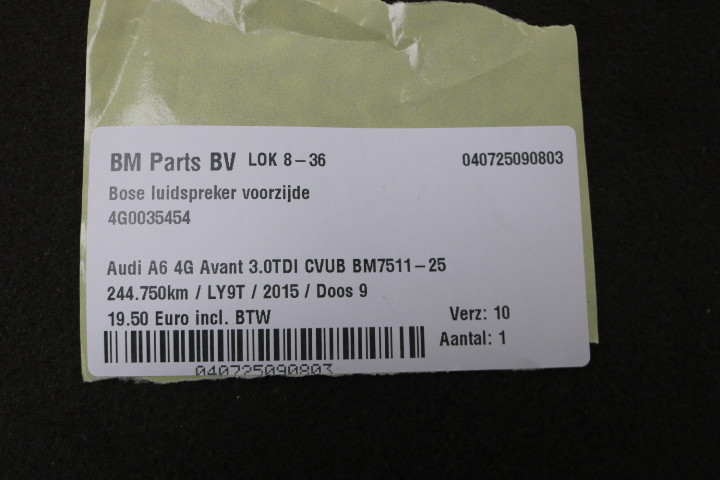 BM Parts BV LOK 8-36 040725090803
Bose luidspreker voorzijde
4G0035454
Audi A6 4G Avant 3.0TDI CVUB BM7511-25
244.750km / LY9T / 2015 / Doos 9
19.50 Euro incl. BTW Verz: 10
Aantal: 1
040725090803